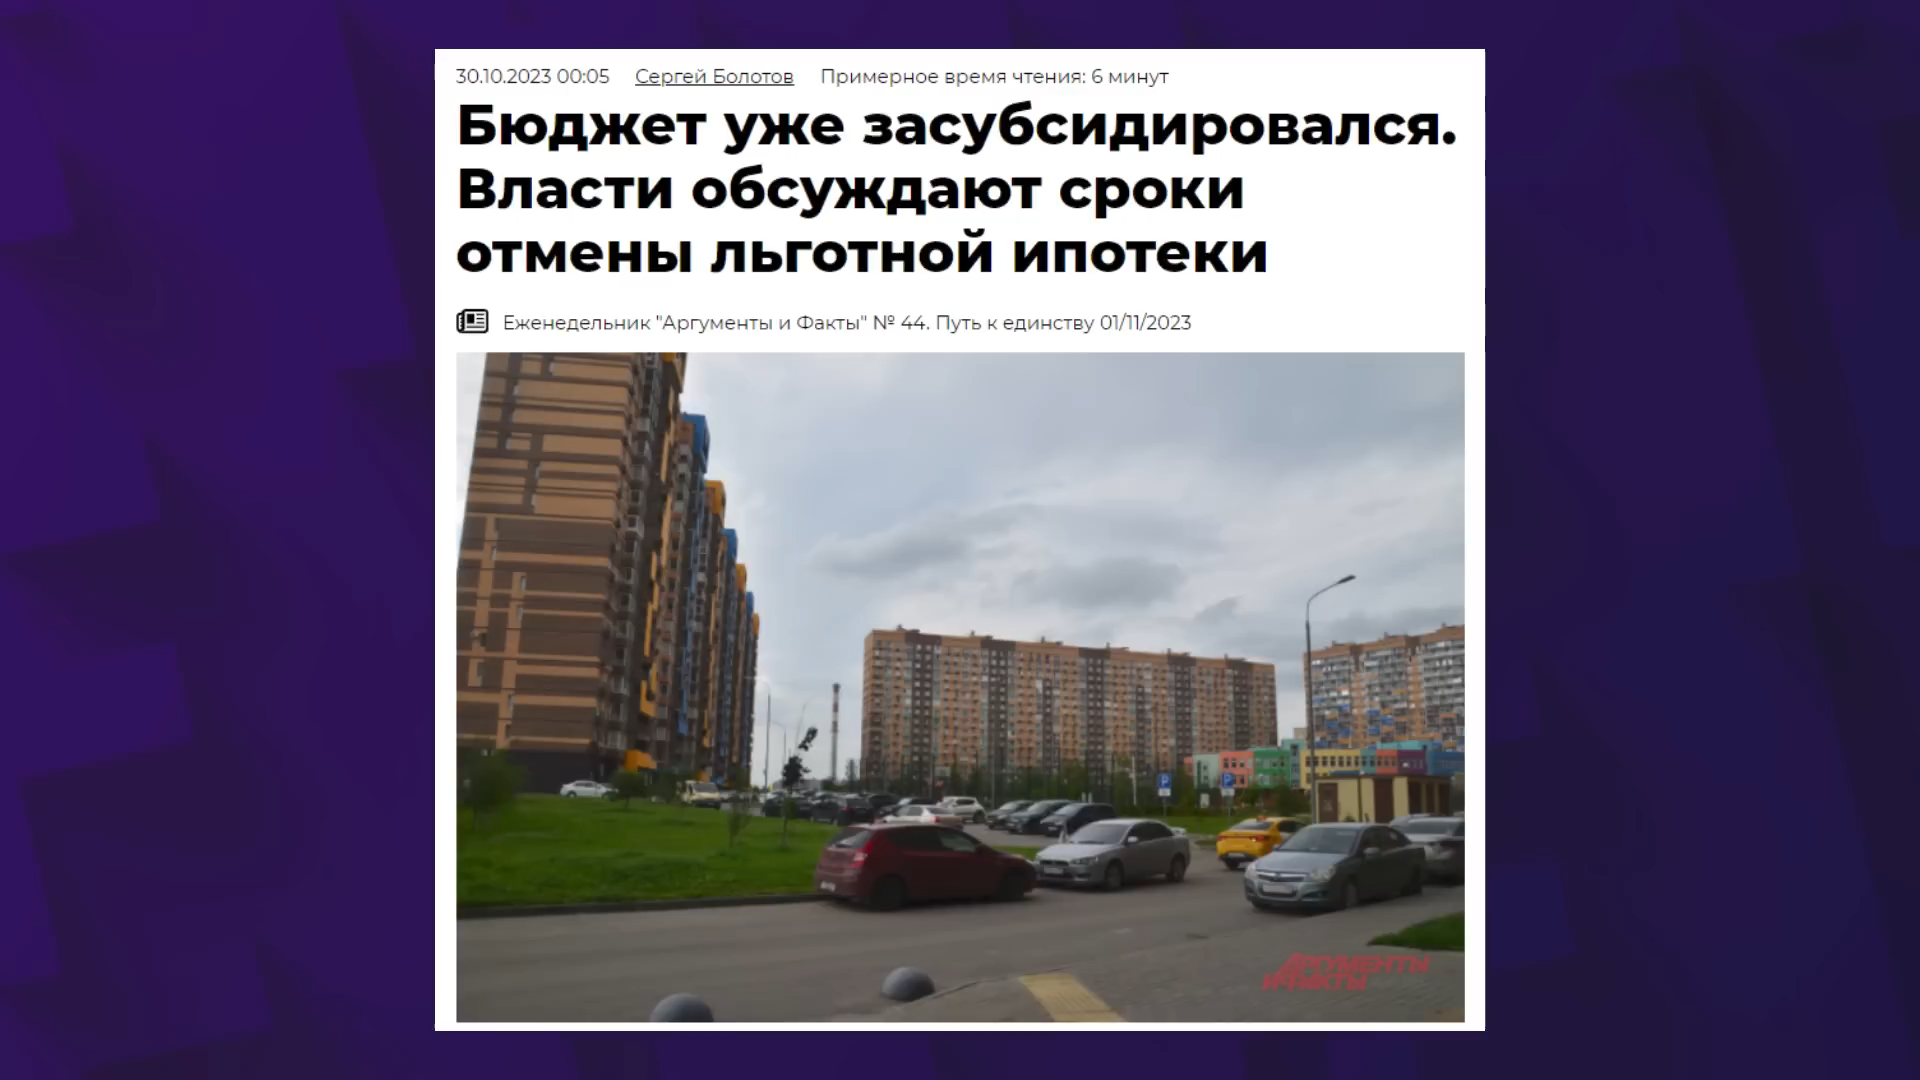 30.10.2023 00:05 Сергей Болотов Примерное время чтения: 6 минут
Бюджет уже засубсидировался.
Власти обсуждают сроки
отмены льготной ипотеки
Еженедельник "Аргументы и Факты" № 44. Путь к единству 01/11/2023
P
P
АРГУМЕНТЫ
И ФАКТЫ